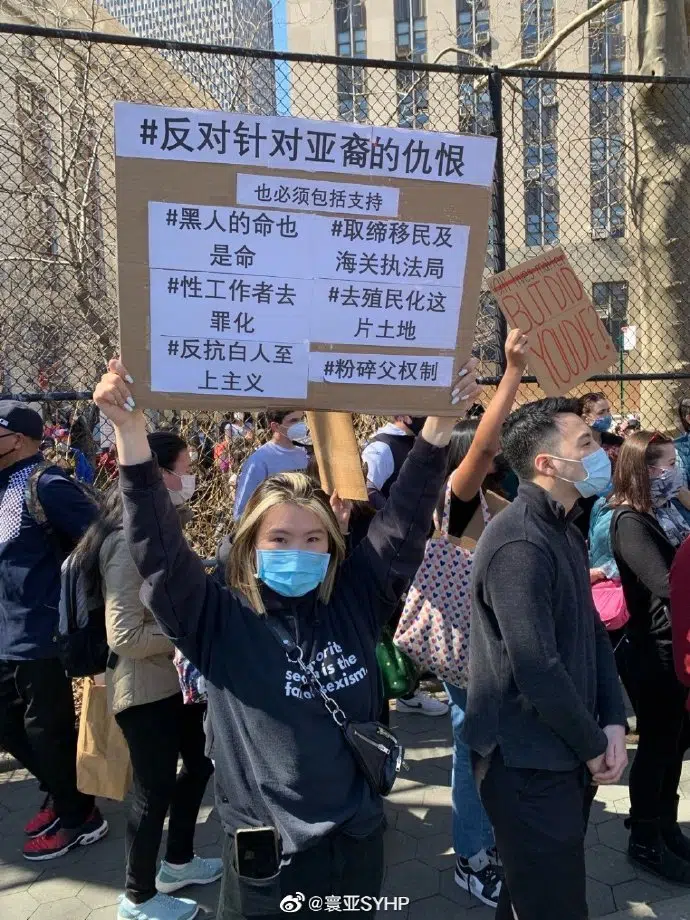 #反对针对亚裔的仇恨
也必须包括支持
#黑人的命也
是命
#取缔移民及
海关执法局
#性工作者去
罪化
#去殖民化这
片土地
#反抗白人至
上主义
#粉碎父权制
BUT DID
YOU DIE!
is the
sexism.
@寰亚SYHP